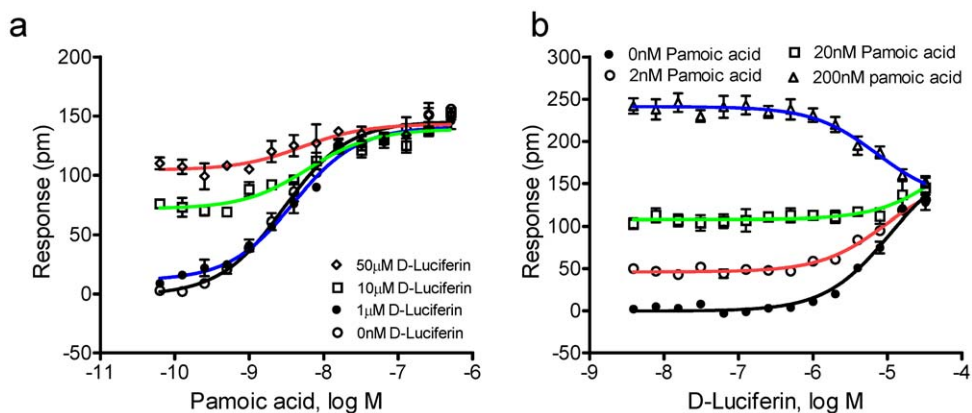 a
200
150
100
50
0
-50
Response (pm)
-11 -10 -9 -8 -7 -6
Pamoic acid, log M
50µM D-Luciferin
10µM D-Luciferin
1µM D-Luciferin
0nM D-Luciferin
b
300
250
200
150
100
50
0
-50
Response (pm)
0nM Pamoic acid
2nM Pamoic acid
20nM Pamoic acid
200nM pamoic acid
-9 -8 -7 -6 -5 -4
D-Luciferin, log M